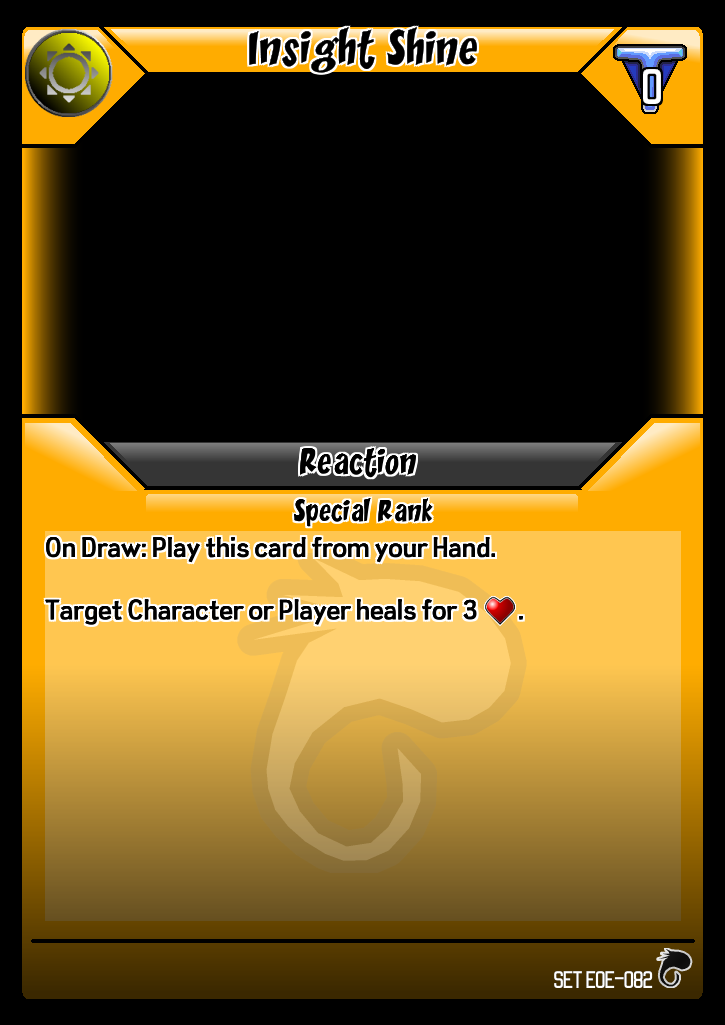 Insight Shine
0
Reaction
Special Rank
On Draw: Play this card from your Hand.
Target Character or Player heals for 3 .
SET EOE-082